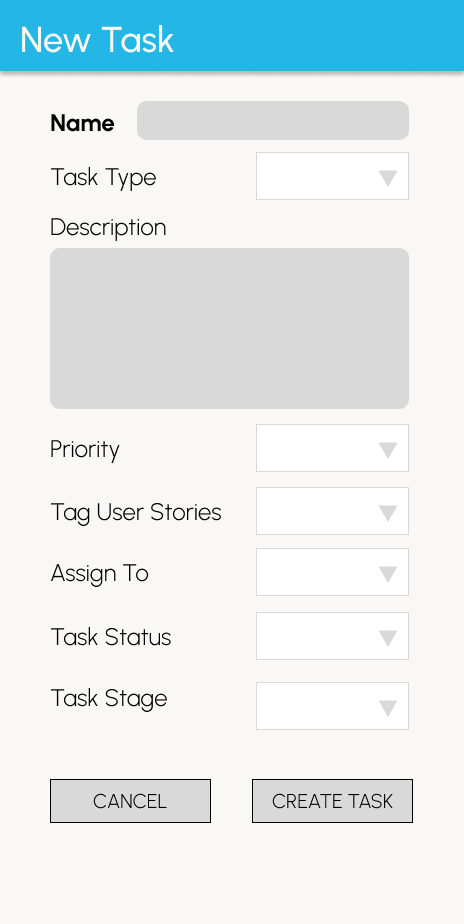 New Task
Name
Task Type
Description
Priority
Tag User Stories
Assign To
Task Status
Task Stage
CANCEL
CREATE TASK